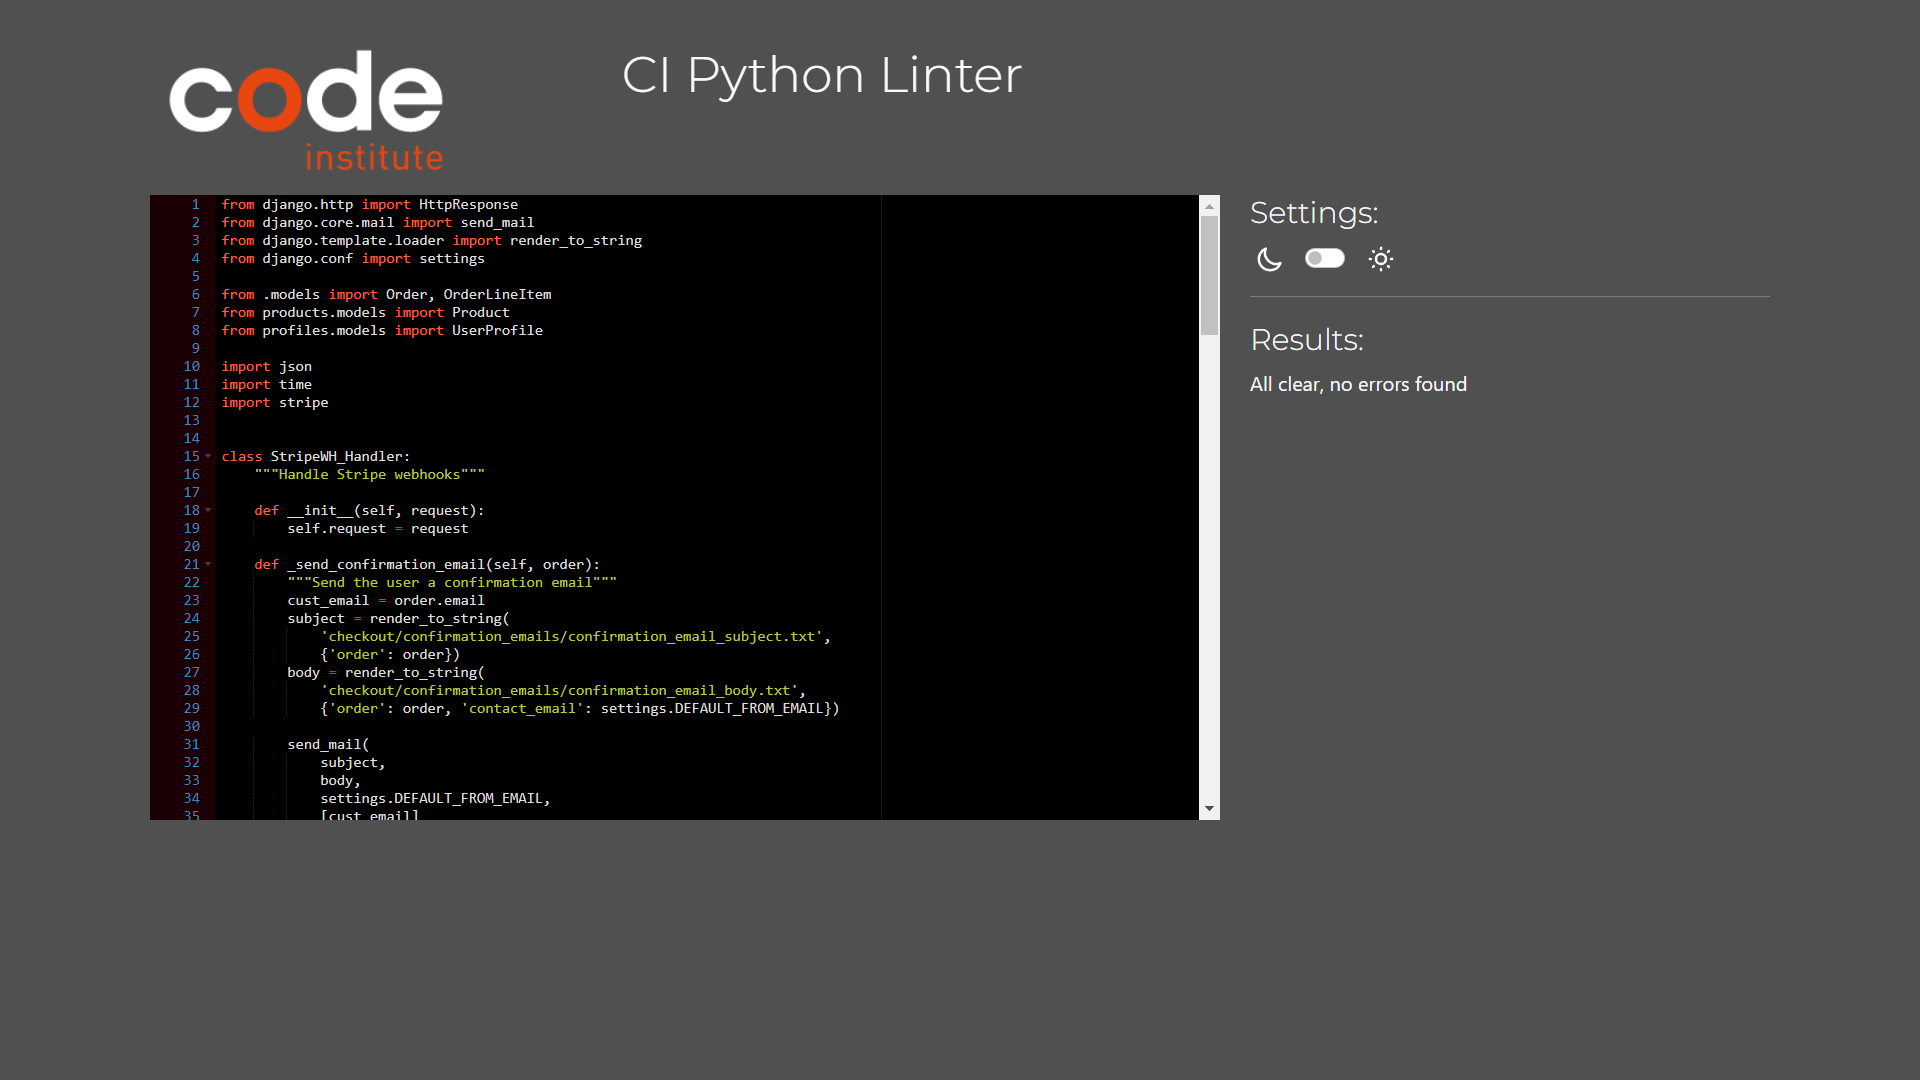 code
institute
CI Python Linter
1 from django.http import HttpResponse
2 from django.core.mail import send_mail
3 from django.template.loader import render_to_string
4 from django.conf import settings
5
6 from .models import Order, OrderLineItem
7 from products.models import Product
8 from profiles.models import UserProfile
9
10 import json
11 import time
12 import stripe
13
14
15 class StripeWH_Handler:
16     """Handle Stripe webhooks"""
17
18     def __init__(self, request):
19         self.request = request
20
21     def _send_confirmation_email(self, order):
22         """Send the user a confirmation email"""
23         cust_email = order.email
24         subject = render_to_string(
25             'checkout/confirmation_emails/confirmation_email_subject.txt',
26             {'order': order})
27         body = render_to_string(
28             'checkout/confirmation_emails/confirmation_email_body.txt',
29             {'order': order, 'contact_email': settings.DEFAULT_FROM_EMAIL})
30
31         send_mail(
32             subject,
33             body,
34             settings.DEFAULT_FROM_EMAIL,
35             [cust_email]
Settings:
Results:
All clear, no errors found